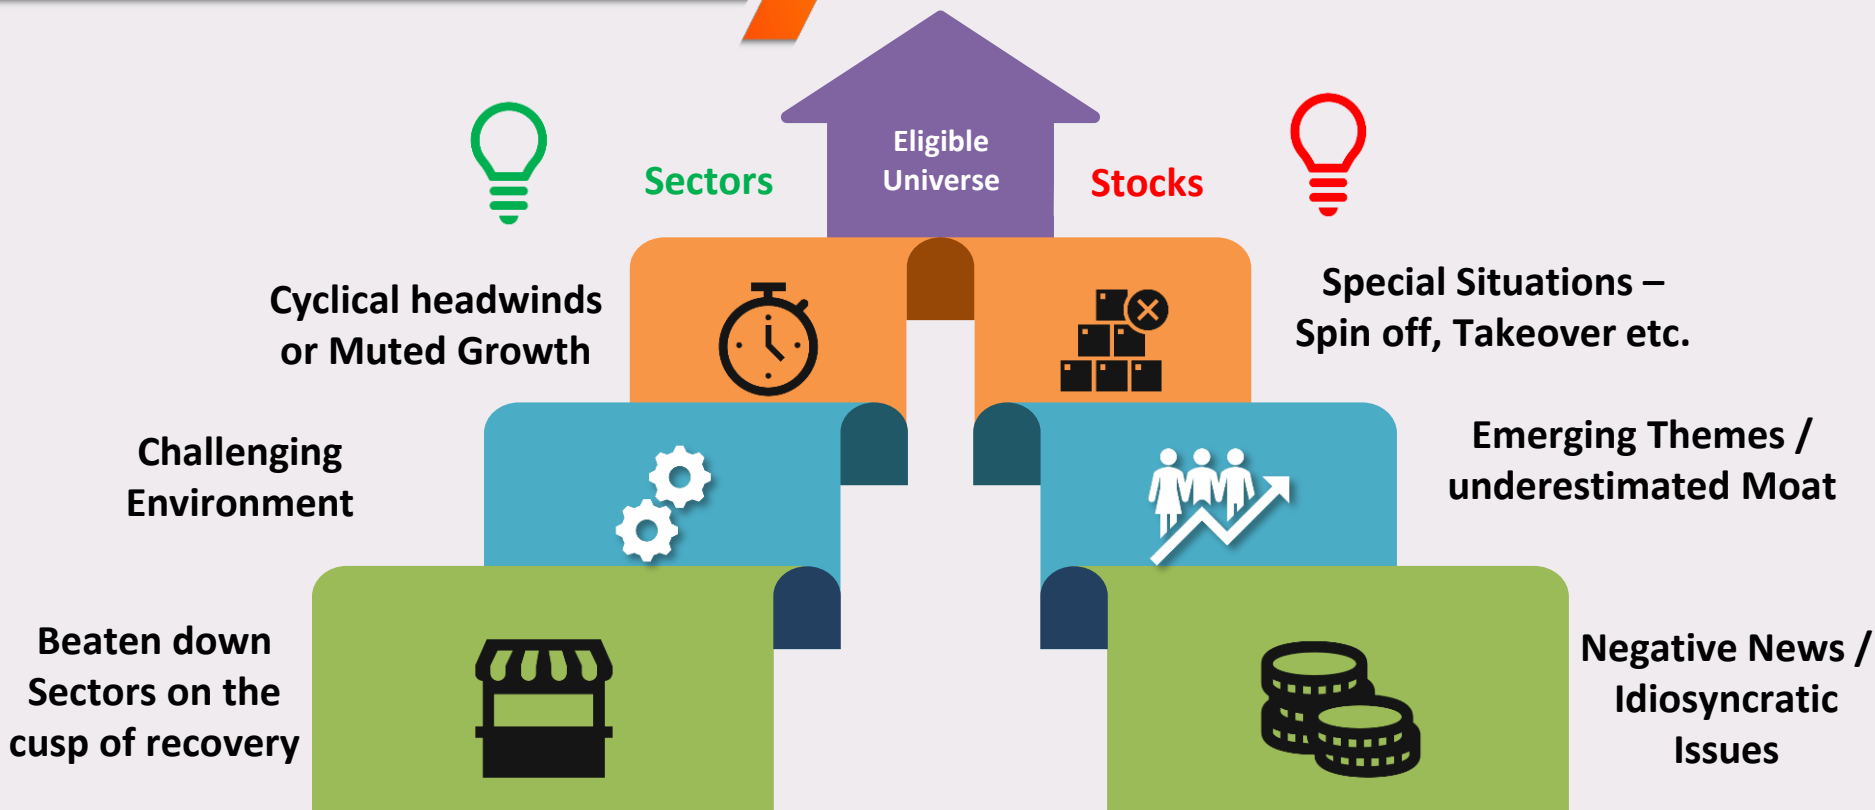 Eligible
Universe
Sectors
Stocks
Cyclical headwinds
or Muted Growth
Special Situations –
Spin off, Takeover etc.
Challenging
Environment
Emerging Themes /
underestimated Moat
Beaten down
Sectors on the
cusp of recovery
Negative News /
Idiosyncratic
Issues